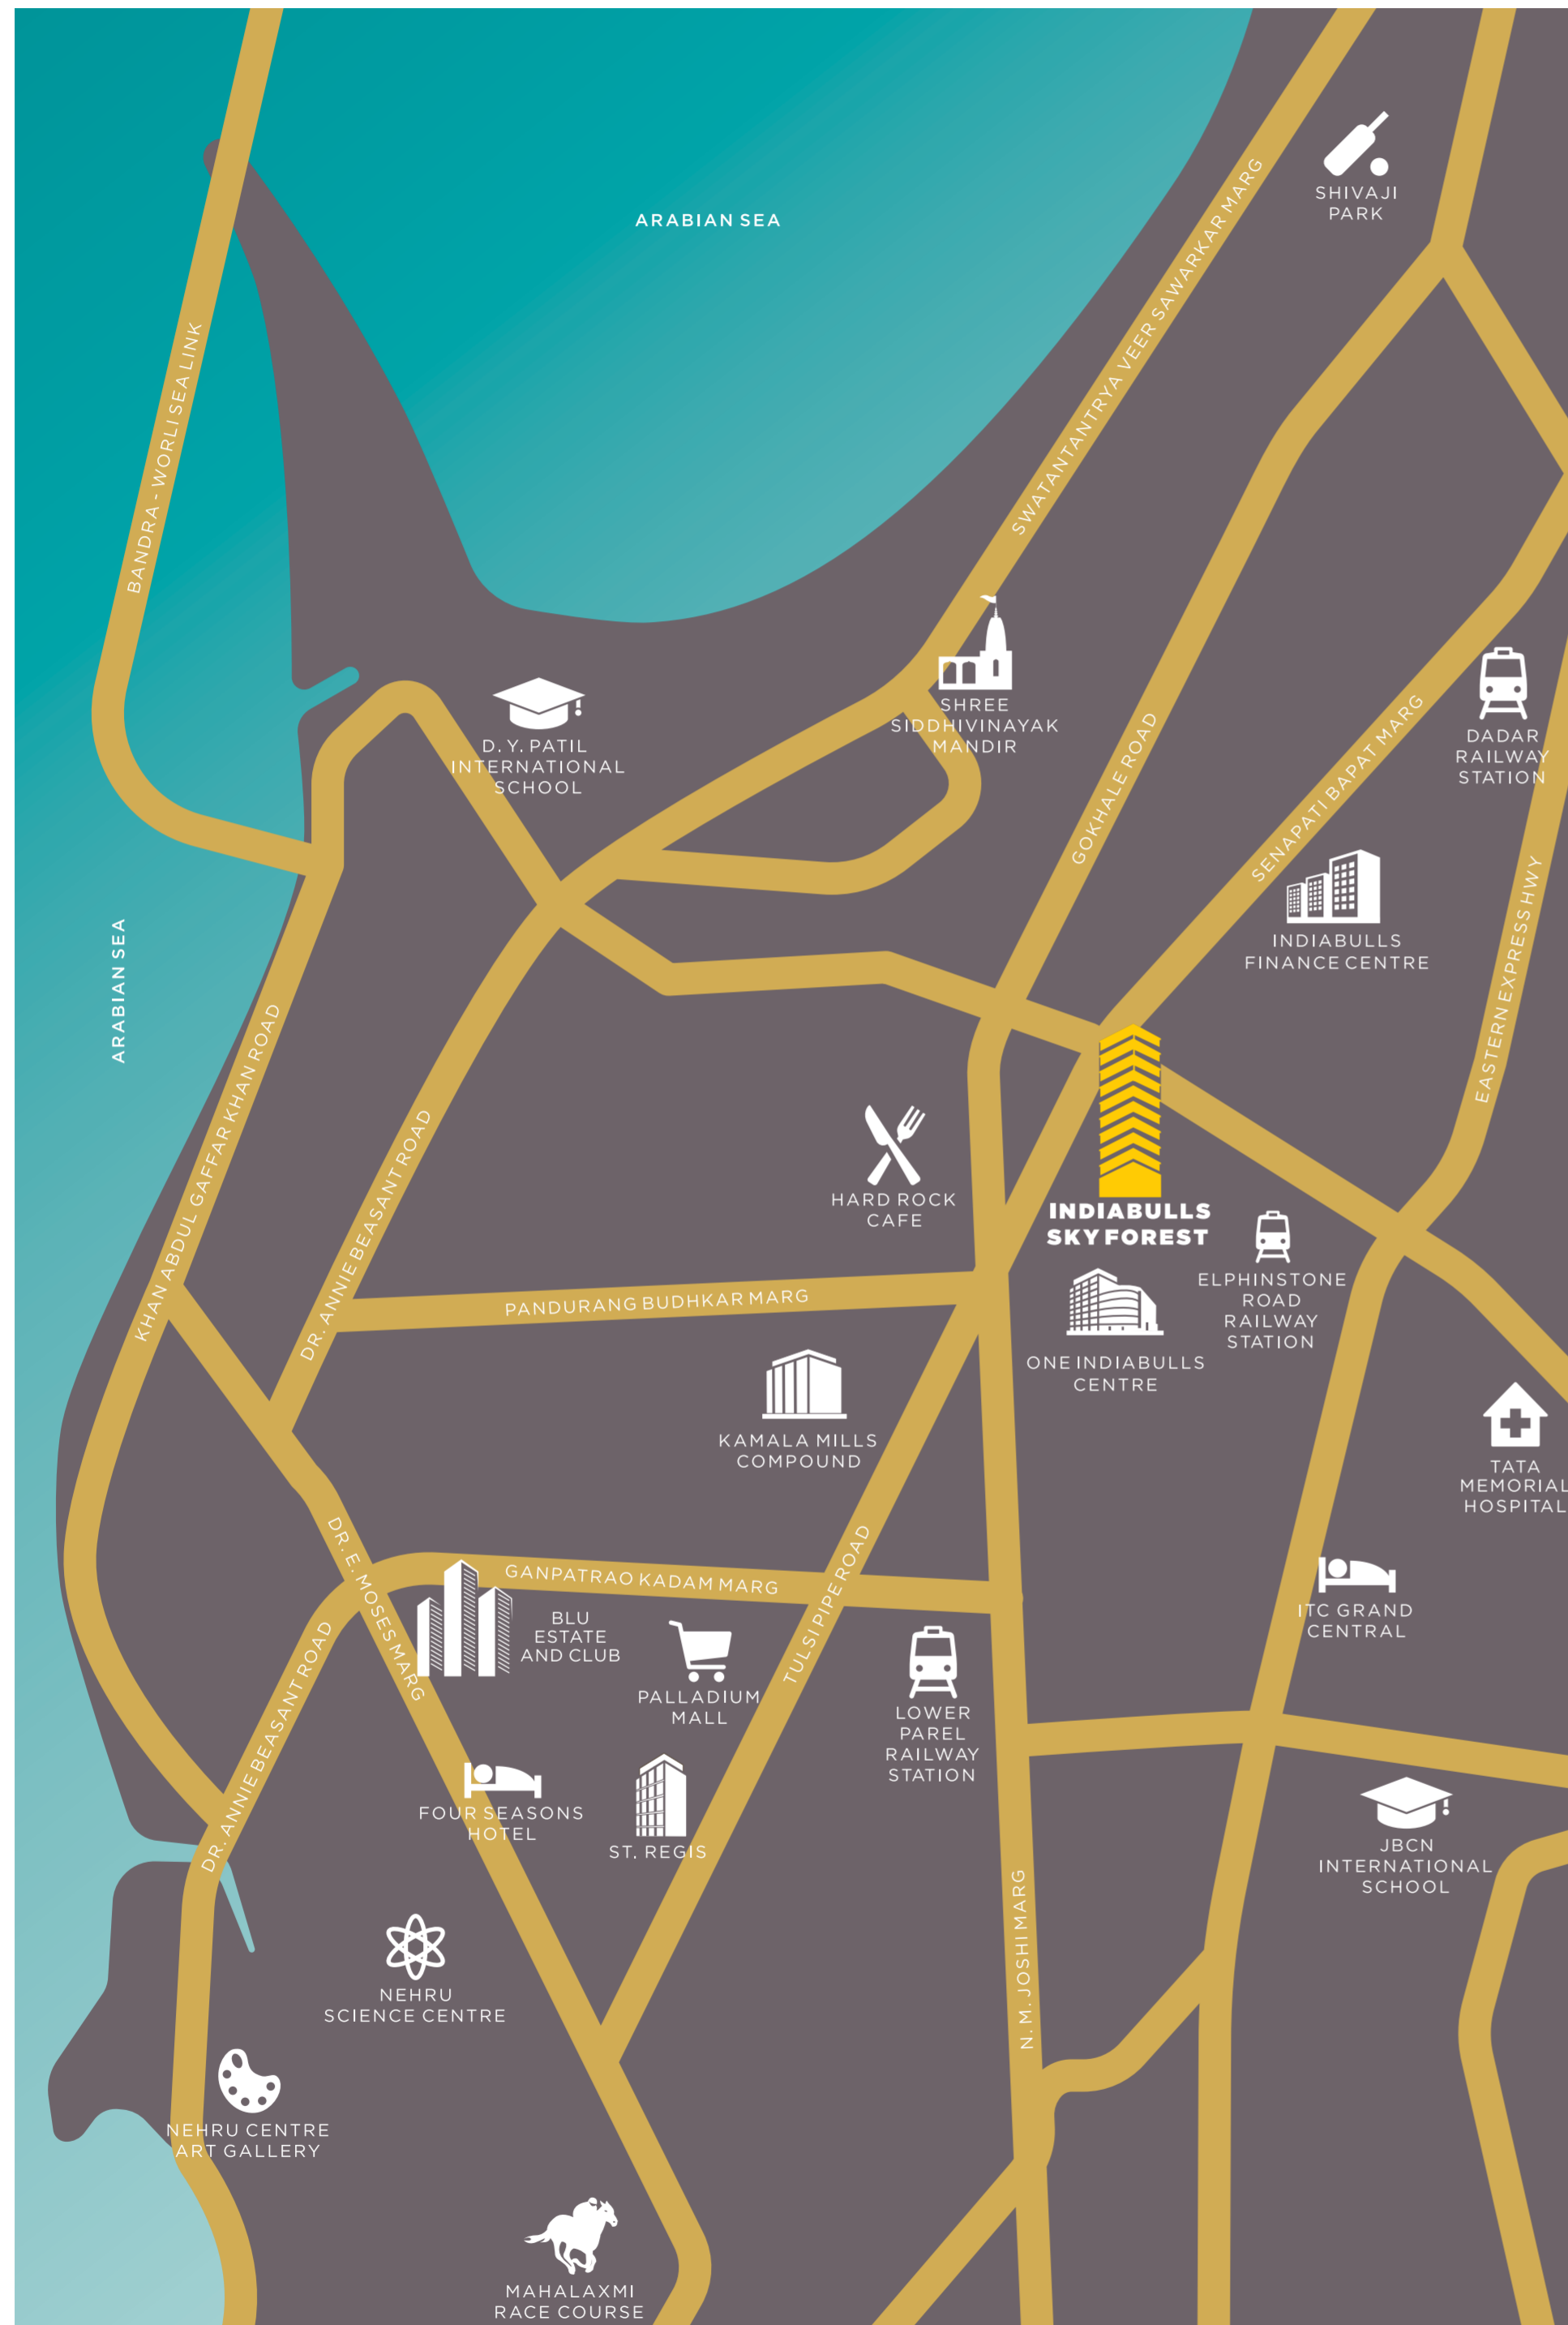 SHIVAJI
PARK
ARABIAN SEA
SWATANTANTRYA VEER SAWARKAR MARG
BANDRA - WORLI SEA LINK
SHREE
SIDDHIVINAYAK
MANDIR
D. Y. PATIL
INTERNATIONAL
SCHOOL
GOKHALE ROAD
SENAPATI BAPAT MARG
DADAR
RAILWAY
STATION
INDIABULLS
FINANCE CENTRE
EASTERN EXPRESS HWY
ARABIAN SEA
KHAN ABDUL GAFFAR KHAN ROAD
DR. ANNIE BEASANT ROAD
HARD ROCK
CAFE
INDIABULLS
SKY FOREST
ELPHINSTONE
ROAD
RAILWAY
STATION
PANDURANG BUDHKAR MARG
ONE INDIABULLS
CENTRE
KAMALA MILLS
COMPOUND
TATA
MEMORIAL
HOSPITAL
DR. E. MOSES MARG
GANPATRAO KADAM MARG
TULSI PIPE ROAD
BLU
ESTATE
AND CLUB
ITC GRAND
CENTRAL
PALLADIUM
MALL
LOWER
PAREL
RAILWAY
STATION
DR. ANNIE BEASANT ROAD
FOUR SEASONS
HOTEL
ST. REGIS
JBCN
INTERNATIONAL
SCHOOL
N. M. JOSHI MARG
NEHRU
SCIENCE CENTRE
NEHRU CENTRE
ART GALLERY
MAHALAXMI
RACE COURSE